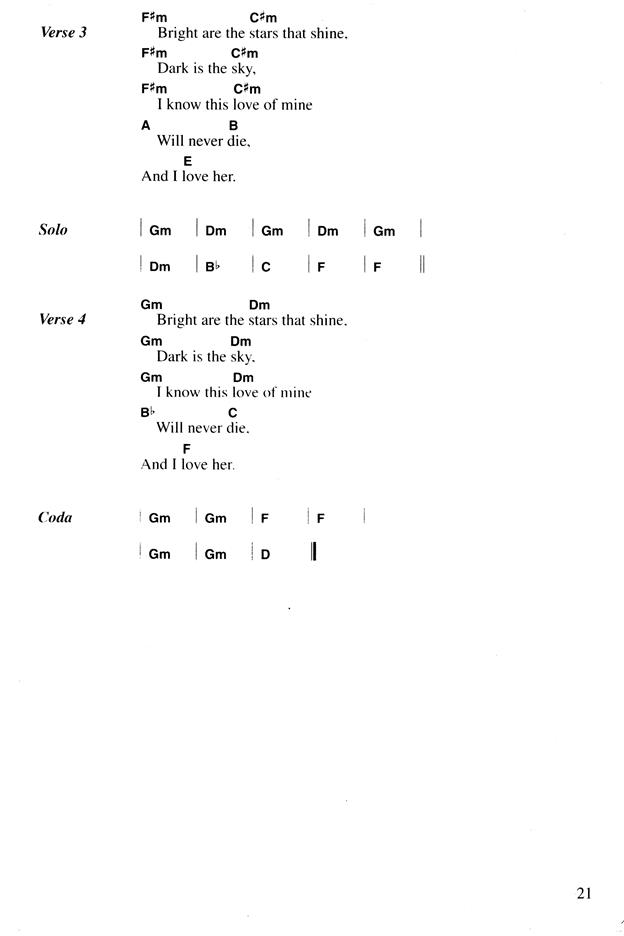 F♯m C♯m
Verse 3 Bright are the stars that shine.
F♯m C♯m
Dark is the sky,
F♯m C♯m
I know this love of mine
A B
Will never die,
E
And I love her.
Solo | Gm | Dm | Gm | Dm | Gm |
| Dm | B♭ | C | F | F ||
Gm Dm
Verse 4 Bright are the stars that shine.
Gm Dm
Dark is the sky,
Gm Dm
I know this love of mine
B♭ C
Will never die.
F
And I love her.
Coda | Gm | Gm | F | F |
| Gm | Gm | D ||
21